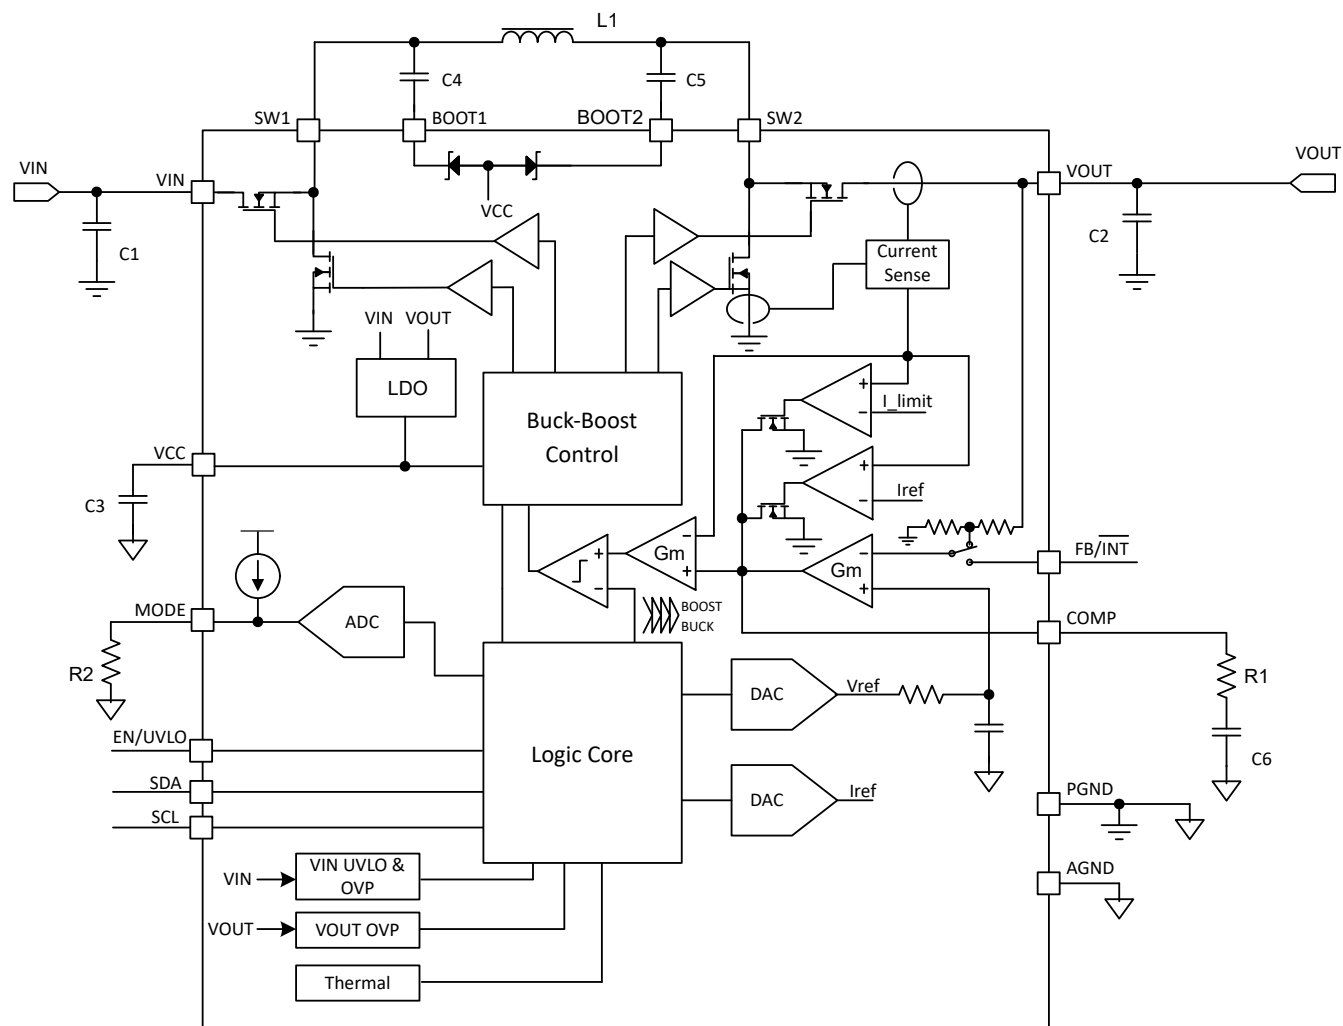 L1
C4
C5
SW1
BOOT1
BOOT2
SW2
VIN
VIN
VOUT
VOUT
VCC
C1
C2
Current
Sense
VIN
VOUT
LDO
Buck-Boost
Control
I_limit
+
−
VCC
Iref
+
−
C3
Gm
−
+
+
−
Gm
−
+
FB/INT
BOOST
BUCK
MODE
ADC
COMP
R2
DAC
Vref
R1
EN/UVLO
Logic Core
C6
SDA
DAC
Iref
PGND
SCL
VIN UVLO &
OVP
VIN
AGND
VOUT
VOUT OVP
Thermal